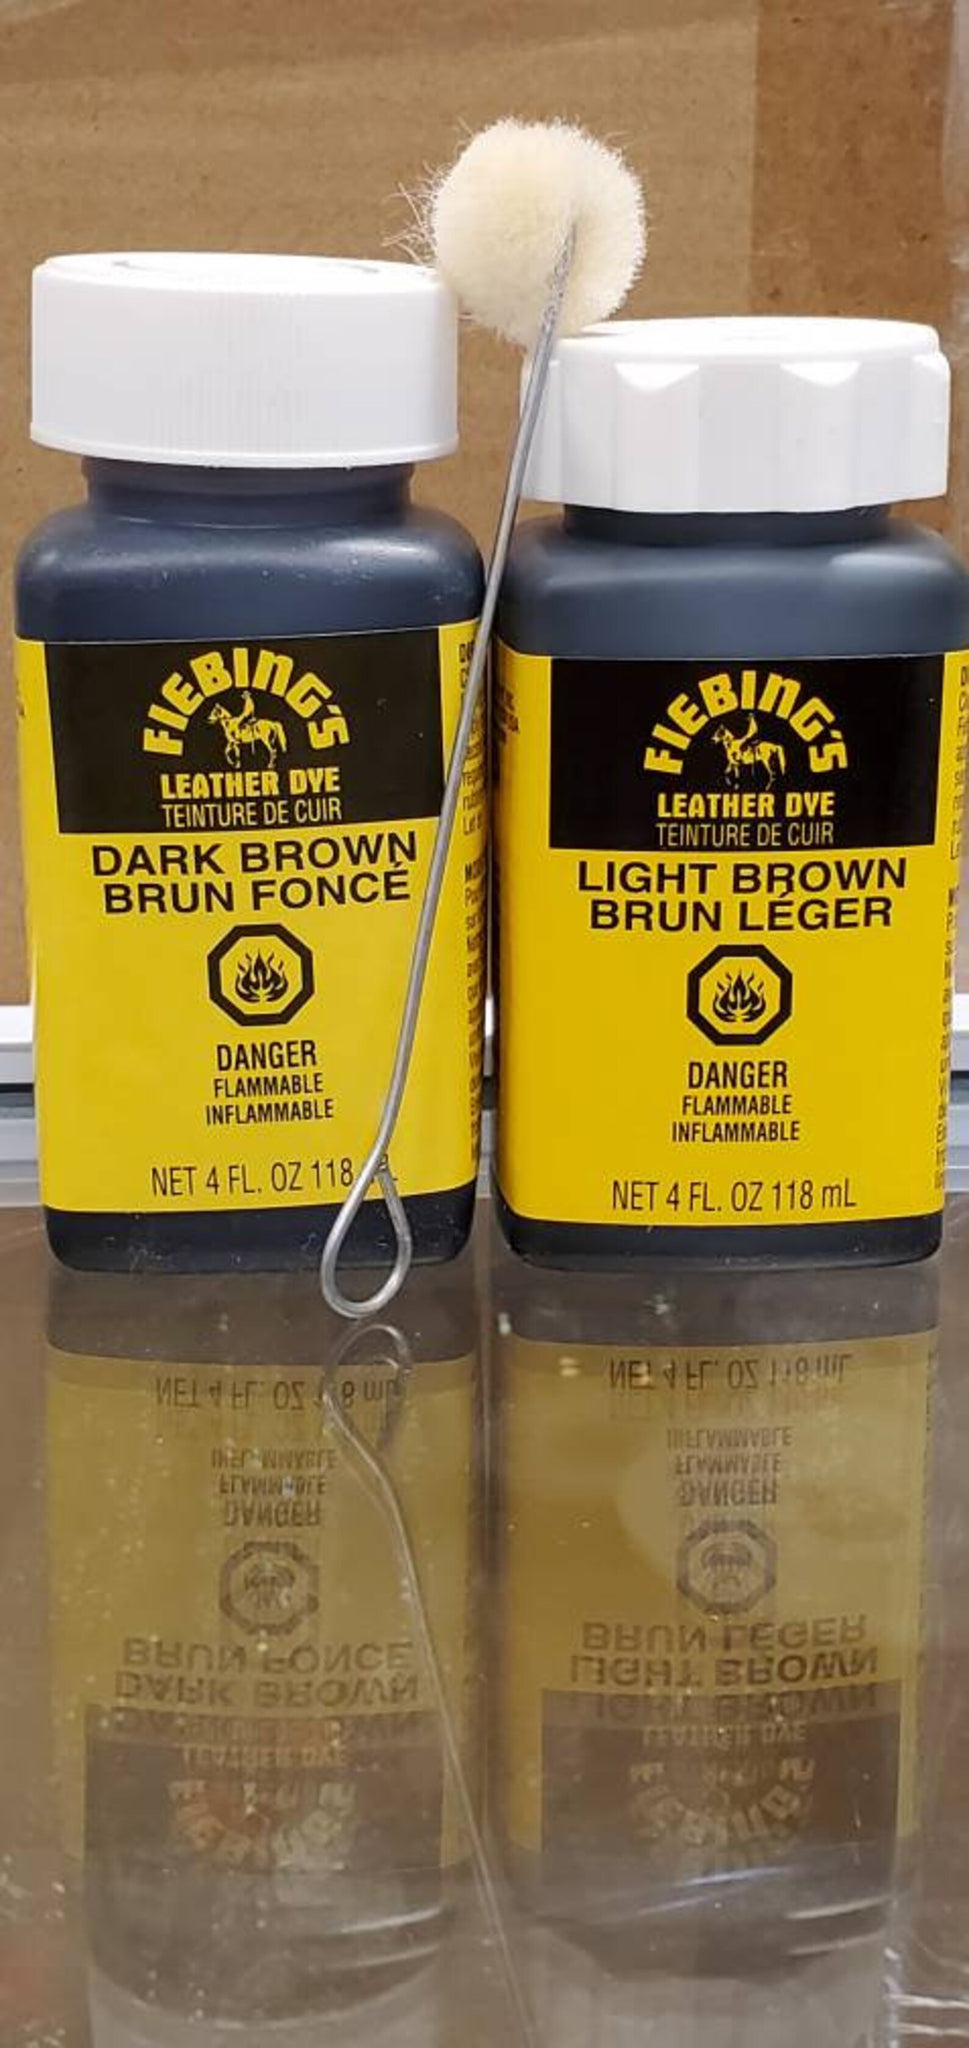 FIEBING'S
LEATHER DYE
TEINTURE DE CUIR
DARK BROWN
BRUN FONCÉ
DANGER
FLAMMABLE
INFLAMMABLE
NET 4 FL. OZ 118
FIEBING'S
LEATHER DYE
TEINTURE DE CUIR
LIGHT BROWN
BRUN LÉGER
DANGER
FLAMMABLE
INFLAMMABLE
NET 4 FL. OZ 118 mL